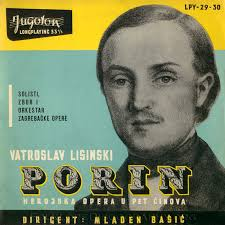 Jugoton
LONGPLAYING 33⅓
LPY-29-30
SOLISTI,
ZBOR I
ORKESTAR
ZAGREBAČKE OPERE
VATROSLAV LISINSKI
PORIN
HEROJSKA OPERA U PET ČINOVA
DIRIGENT: MLADEN BAŠIĆ